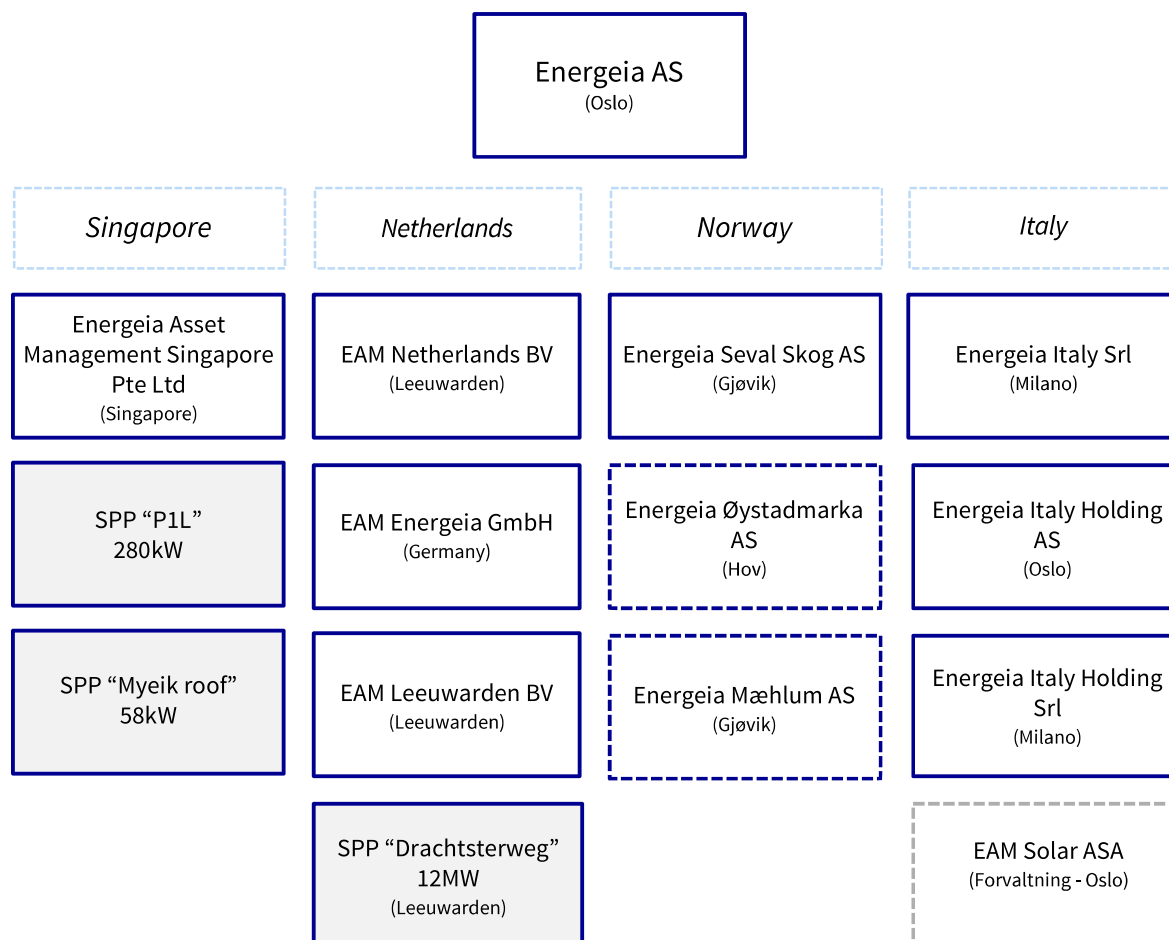 Energeia AS
(Oslo)
Singapore
Netherlands
Norway
Italy
Energeia Asset
Management Singapore
Pte Ltd
(Singapore)
EAM Netherlands BV
(Leeuwarden)
Energeia Seval Skog AS
(Gjøvik)
Energeia Italy Srl
(Milano)
SPP “P1L”
280kW
EAM Energeia GmbH
(Germany)
Energeia Øystadmarka
AS
(Hov)
Energeia Italy Holding
AS
(Oslo)
SPP “Myeik roof”
58kW
EAM Leeuwarden BV
(Leeuwarden)
Energeia Mæhlum AS
(Gjøvik)
Energeia Italy Holding
Srl
(Milano)
SPP “Drachtsterweg”
12MW
(Leeuwarden)
EAM Solar ASA
(Forvaltning - Oslo)